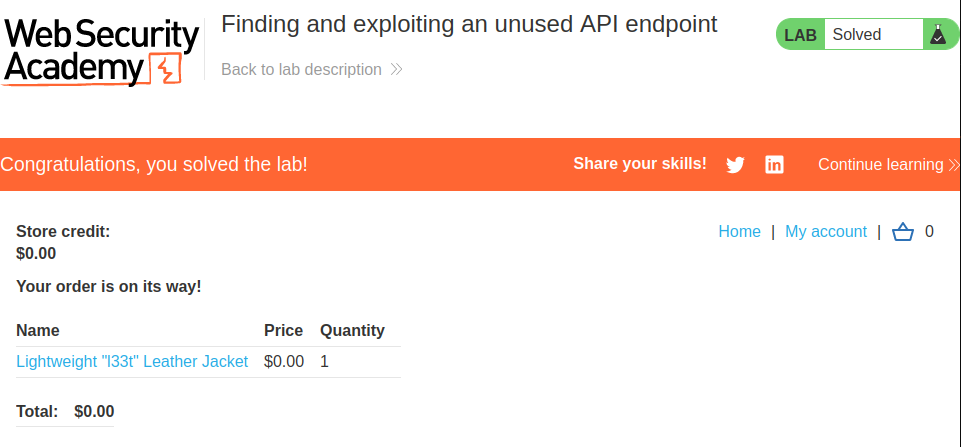 Web Security
Academy
Finding and exploiting an unused API endpoint
Back to lab description
LAB Solved
Congratulations, you solved the lab!
Share your skills!
Continue learning
Store credit:
$0.00
Home | My account | 0
Your order is on its way!
Name Price Quantity
Lightweight "l33t" Leather Jacket $0.00 1
Total: $0.00